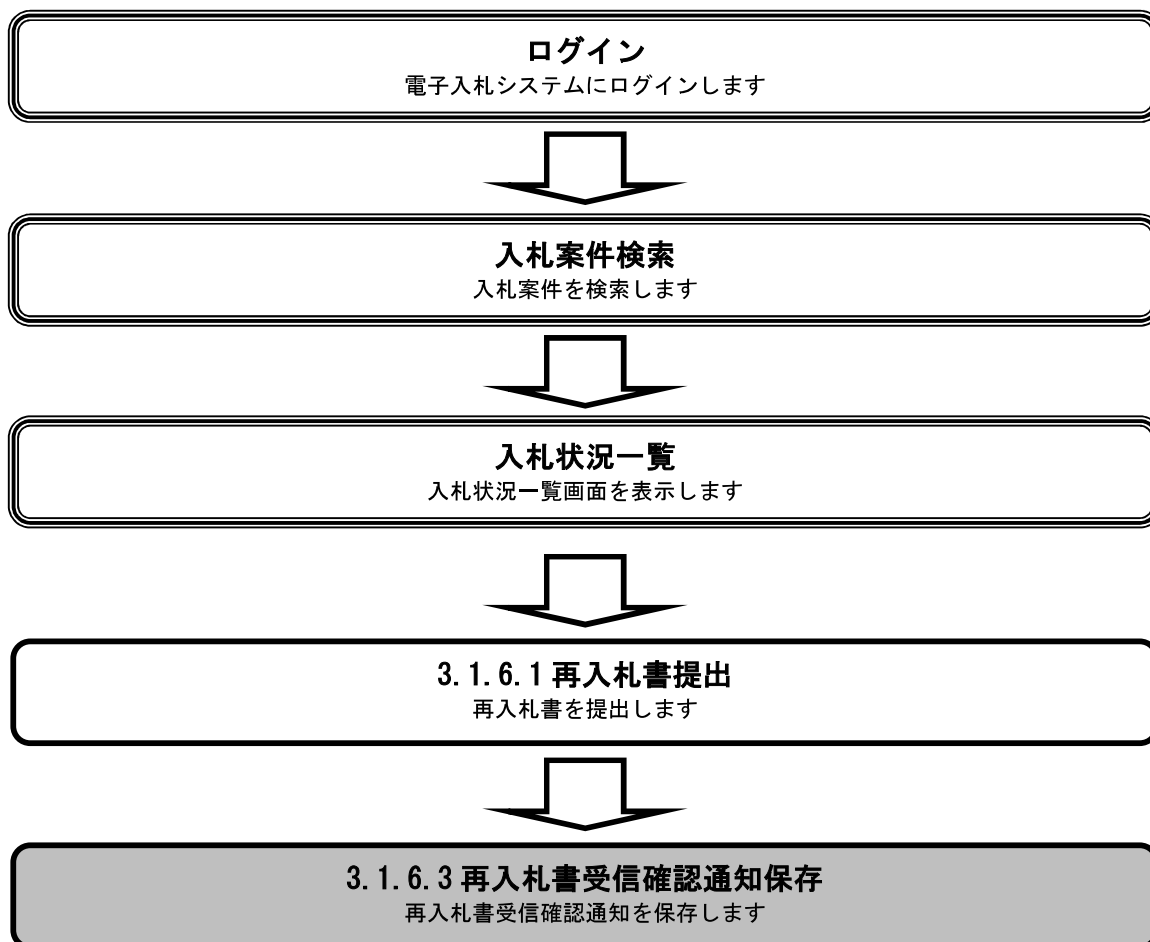 ログイン
電子入札システムにログインします
入札案件検索
入札案件を検索します
入札状況一覧
入札状況一覧画面を表示します
3.1.6.1 再入札書提出
再入札書を提出します
3.1.6.3 再入札書受信確認通知保存
再入札書受信確認通知を保存します